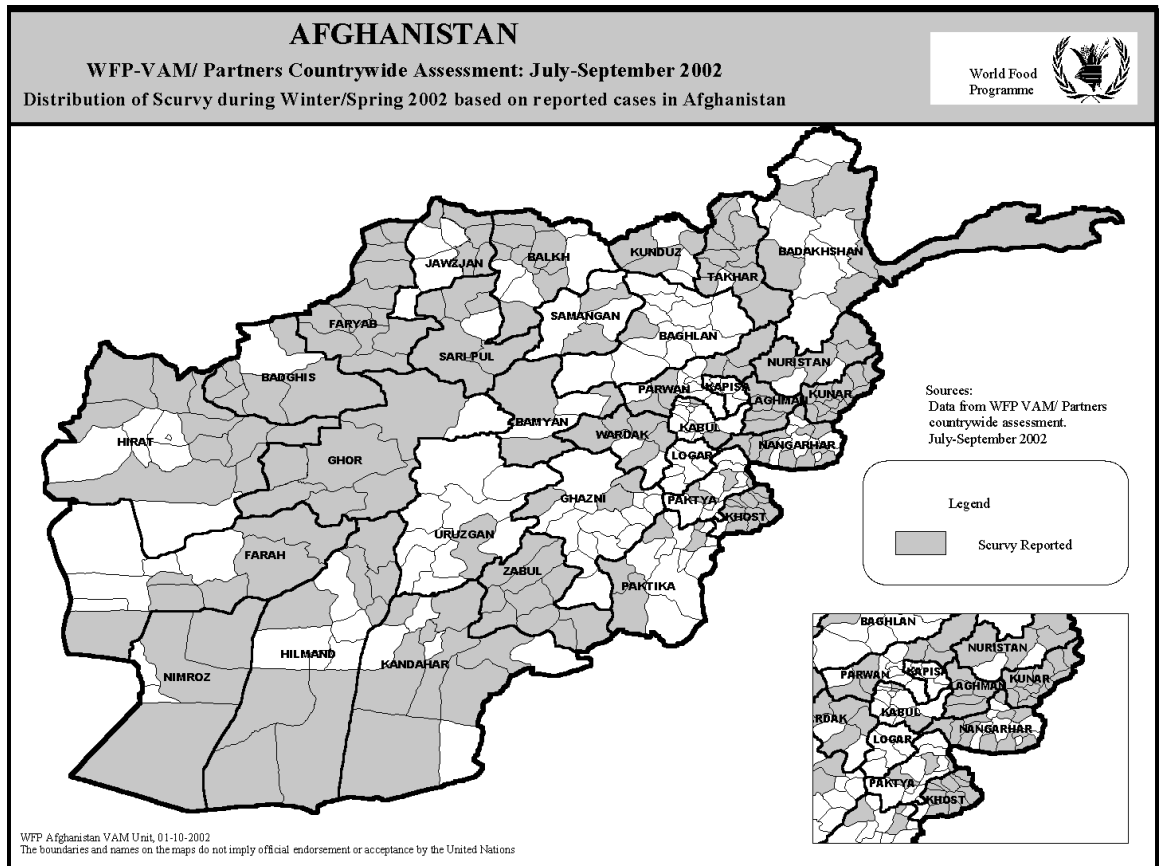 AFGHANISTAN
WFP-VAM/ Partners Countrywide Assessment: July-September 2002
Distribution of Scurvy during Winter/Spring 2002 based on reported cases in Afghanistan
World Food
Programme
JAWZJAN
BALKH
KUNDUZ
TAKHAR
BADAKHSHAN
FARYAB
SAMANGAN
SARI-PUL
BAGHLAN
BADGHIS
NURISTAN
PARWAN
KAPISA
LAGHMAN
KUNAR
HIRAT
BAMYAN
WARDAK
KABUL
NANGARHAR
GHOR
LOGAR
GHAZNI
PAKTYA
KHOST
URUZGAN
FARAH
ZABUL
PAKTIKA
HILMAND
KANDAHAR
NIMROZ
Sources:
Data from WFP VAM/ Partners
countrywide assessment.
July-September 2002
Legend
Scurvy Reported
BAGHLAN
NURISTAN
PARWAN
KAPISA
LAGHMAN
KUNAR
RDAK
KABUL
NANGARHAR
LOGAR
PAKTYA
KHOST
WFP Afghanistan VAM Unit, 01-10-2002
The boundaries and names on the maps do not imply official endorsement or acceptance by the United Nations